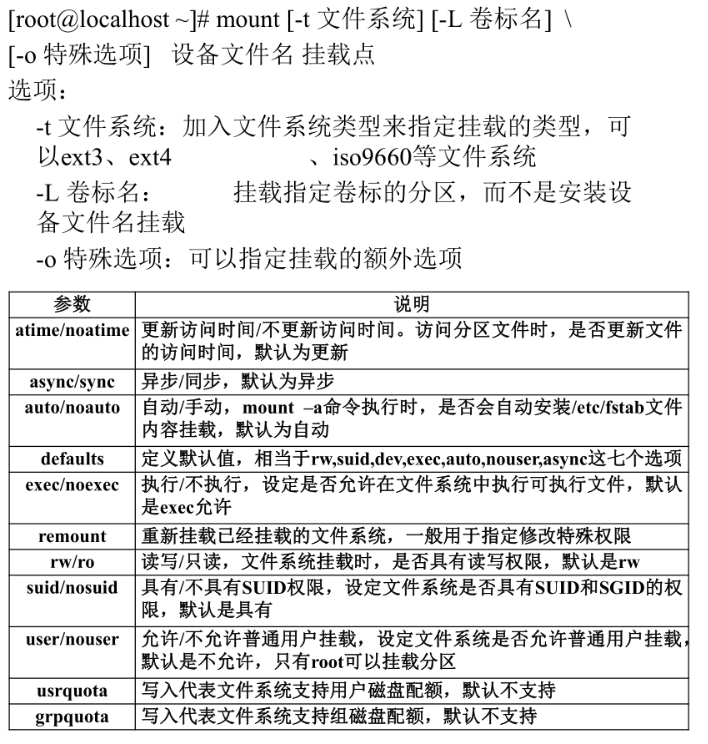 [root@localhost ~]# mount [-t 文件系统] [-L 卷标名] \
[-o 特殊选项] 设备文件名 挂载点
选项：
-t 文件系统：加入文件系统类型来指定挂载的类型，可
以ext3、ext4 、iso9660等文件系统
-L 卷标名： 挂载指定卷标的分区，而不是安装设
备文件名挂载
-o 特殊选项：可以指定挂载的额外选项
参数 说明
atime/noatime 更新访问时间/不更新访问时间。访问分区文件时，是否更新文件
的访问时间，默认为更新
async/sync 异步/同步，默认为异步
auto/noauto 自动/手动，mount –a命令执行时，是否会自动安装/etc/fstab文件
内容挂载，默认为自动
defaults 定义默认值，相当于rw,suid,dev,exec,auto,nouser,async这七个选项
exec/noexec 执行/不执行，设定是否允许在文件系统中执行可执行文件，默认
是exec允许
remount 重新挂载已经挂载的文件系统，一般用于指定修改特殊权限
rw/ro 读写/只读，文件系统挂载时，是否具有读写权限，默认是rw
suid/nosuid 具有/不具有SUID权限，设定文件系统是否具有SUID和SGID的权
限，默认是具有
user/nouser 允许/不允许普通用户挂载，设定文件系统是否允许普通用户挂载，
默认是不允许，只有root可以挂载分区
usrquota 写入代表文件系统支持用户磁盘配额，默认不支持
grpquota 写入代表文件系统支持组磁盘配额，默认不支持